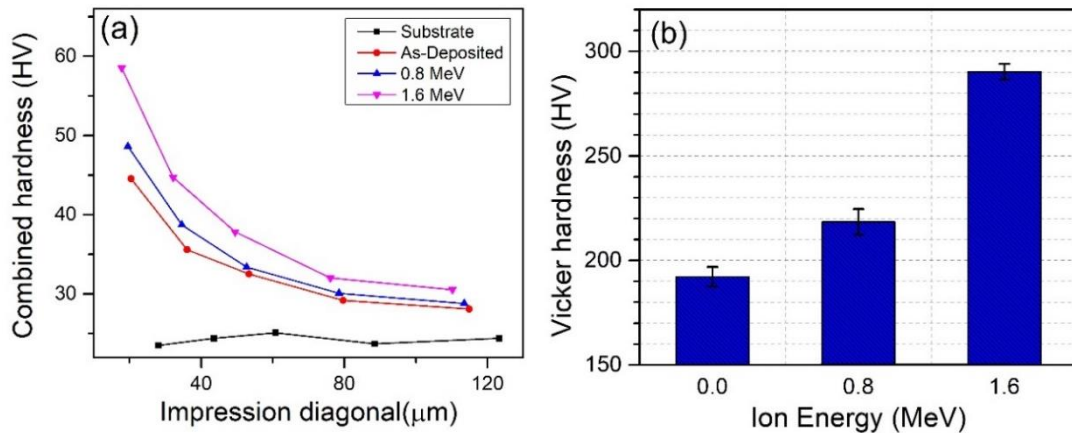 (a)
Substrate
As-Deposited
0.8 MeV
1.6 MeV
Combined hardness (HV)
60
50
40
30
40
80
120
Impression diagonal(μm)
(b)
Vicker hardness (HV)
300
250
200
150
0.0
0.8
1.6
Ion Energy (MeV)